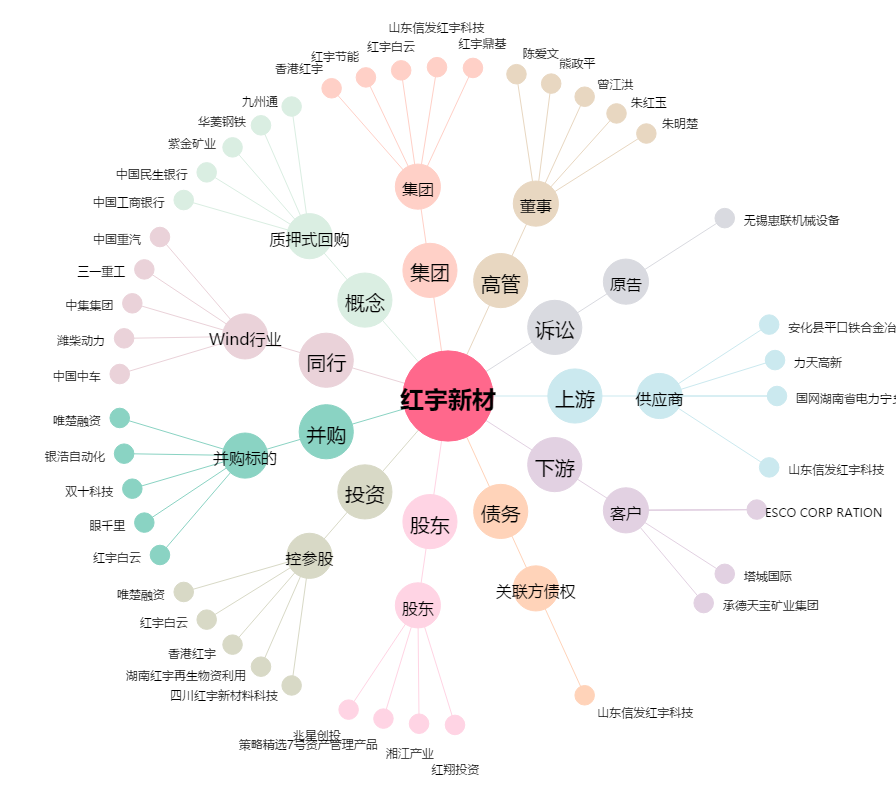 山东信发红宇科技
红宇白云
红宇鼎基
红宇节能
香港红宇
集团
集团
陈爱文
熊政平
曾江洪
朱红玉
朱明楚
董事
高管
九州通
华菱钢铁
紫金矿业
中国民生银行
中国工商银行
质押式回购
概念
无锡惠联机械设备
原告
诉讼
中国重汽
三一重工
中集集团
潍柴动力
中国中车
Wind行业
同行
安化县平口铁合金冶
力天高新
国网湖南省电力宁乡
山东信发红宇科技
供应商
上游
红宇新材
唯楚融资
银浩自动化
双十科技
眼千里
红宇白云
并购标的
并购
下游
客户
ESCO CORP RATION
塔城国际
承德天宝矿业集团
投资
控参股
唯楚融资
红宇白云
香港红宇
湖南红宇再生物资利用
四川红宇新材料科技
股东
股东
兆星创投
策略精选7号资产管理产品
湘江产业
红翔投资
债务
关联方债权
山东信发红宇科技